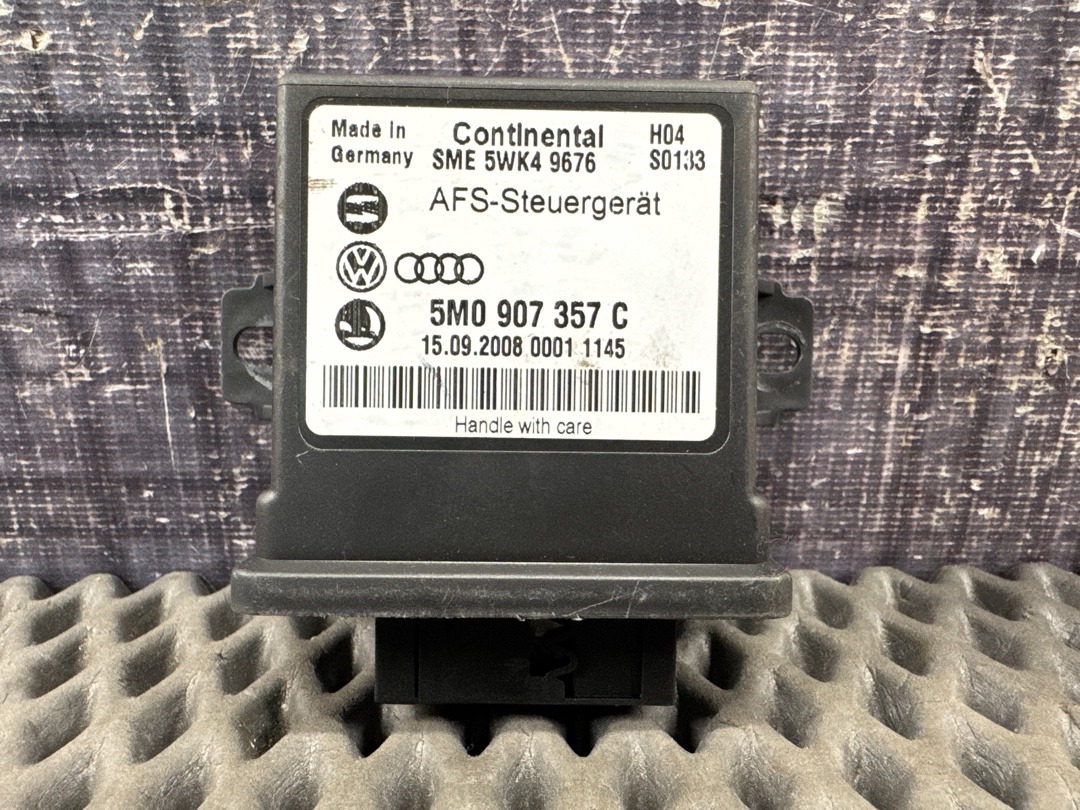 Made in Continental H04
Germany SME 5WK4 9676 S0133
AFS-Steuergerät
5M0 907 357 C
15.09.2008 0001 1145
Handle with care